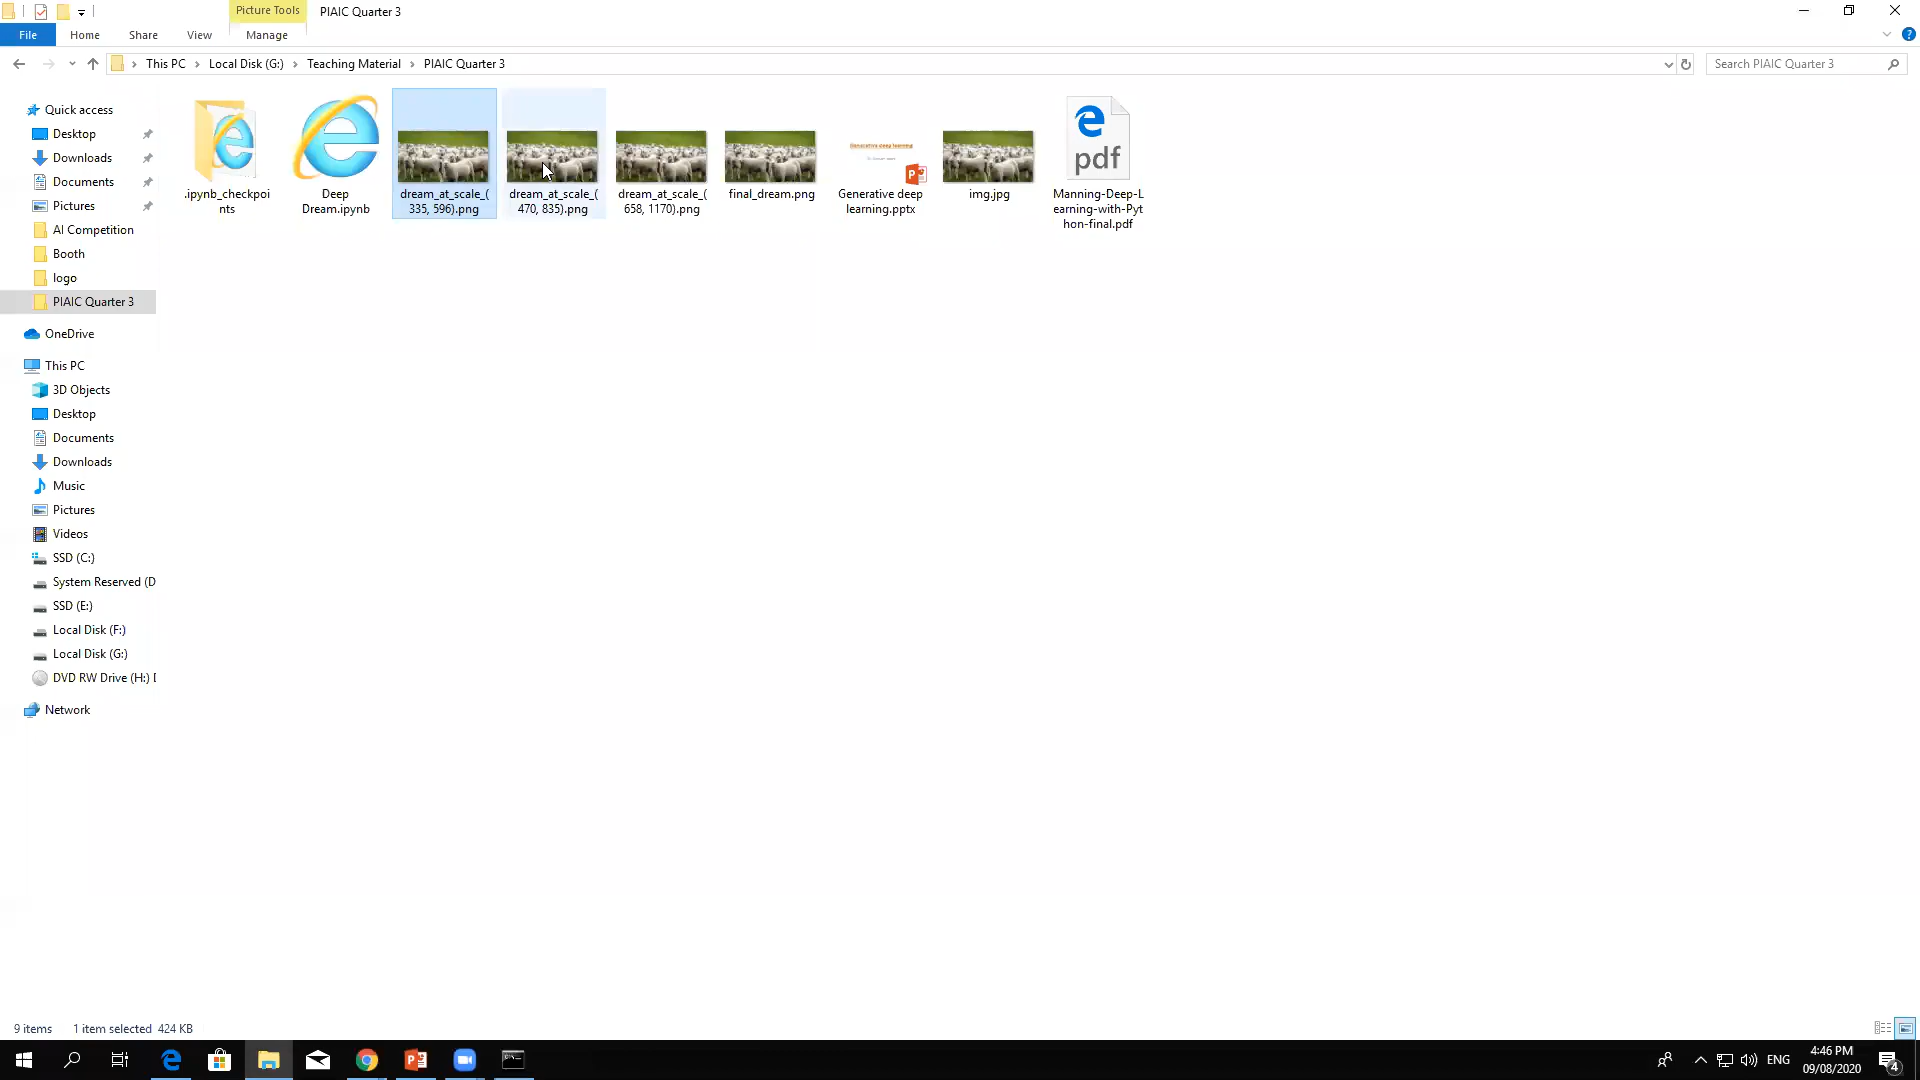 Picture Tools
PIAIC Quarter 3
File
Home
Share
View
Manage
This PC
Local Disk (G:)
Teaching Material
PIAIC Quarter 3
Search PIAIC Quarter 3
Quick access
Desktop
Downloads
Documents
Pictures
AI Competition
Booth
logo
PIAIC Quarter 3
OneDrive
This PC
3D Objects
Desktop
Documents
Downloads
Music
Pictures
Videos
SSD (C:)
System Reserved (D
SSD (E:)
Local Disk (F:)
Local Disk (G:)
DVD RW Drive (H:)
Network
.ipynb_checkpoi
nts
Deep
Dream.ipynb
dream_at_scale_(
335, 596).png
dream_at_scale_(
470, 835).png
dream_at_scale_(
658, 1170).png
final_dream.png
Generative deep learning
Generative deep
learning.pptx
img.jpg
pdf
Manning-Deep-L
earning-with-Pyt
hon-final.pdf
9 items
1 item selected 424 KB
ENG
4:46 PM
09/08/2020
4